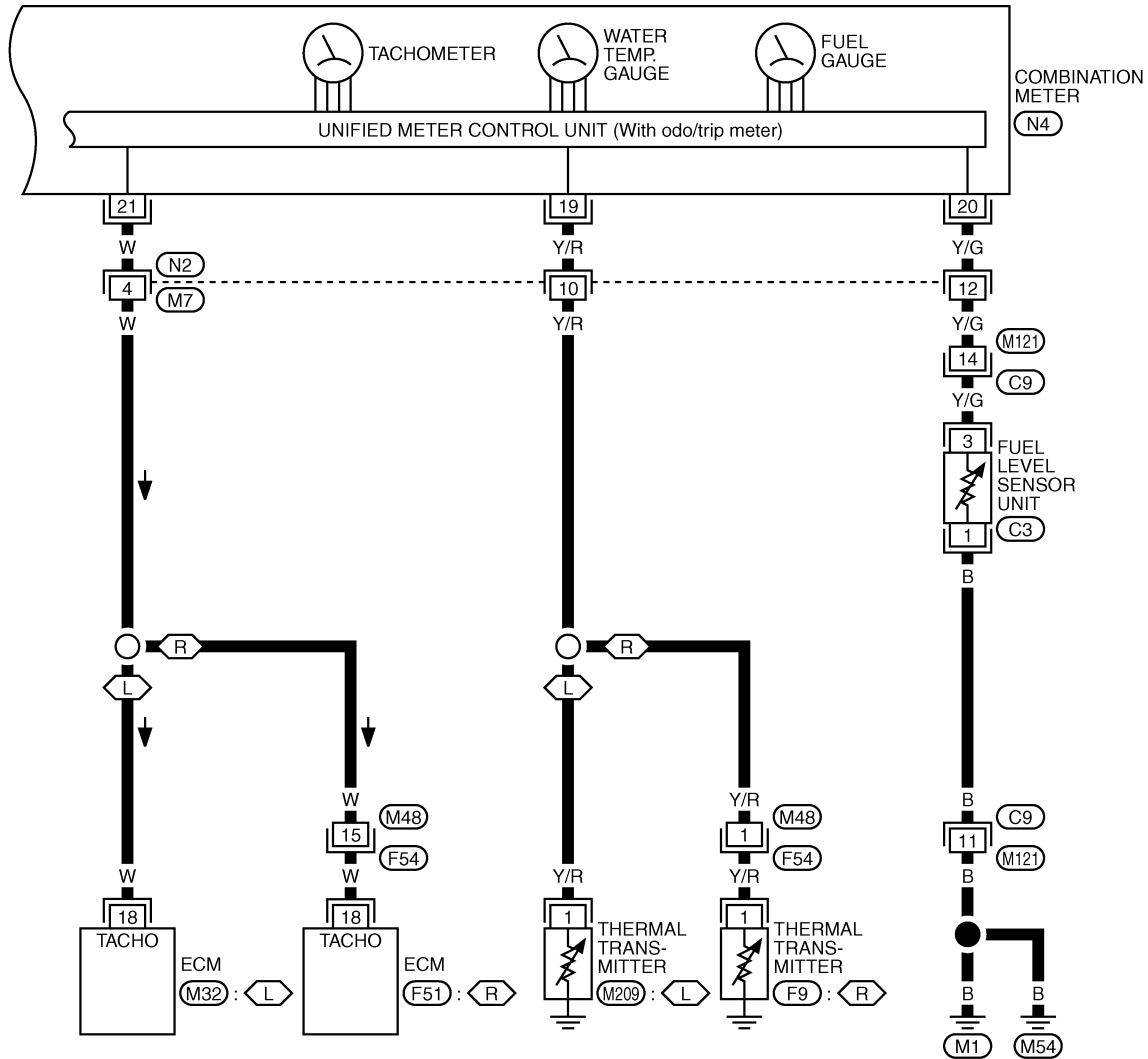 TACHOMETER
WATER
TEMP.
GAUGE
FUEL
GAUGE
COMBINATION
METER
N4
UNIFIED METER CONTROL UNIT (With odo/trip meter)
21
19
20
W
Y/R
Y/G
N2
4
10
12
M7
W
Y/R
Y/G
M121
14
C9
Y/G
3
FUEL
LEVEL
SENSOR
UNIT
1
C3
B
R
R
L
L
W
Y/R
B
M48
M48
C9
15
1
11
F54
F54
M121
W
W
Y/R
Y/R
B
18
18
1
1
TACHO
TACHO
THERMAL
TRANS-
MITTER
THERMAL
TRANS-
MITTER
ECM
ECM
M32 : L
F51 : R
M209 : L
F9 : R
B
B
M1
M54